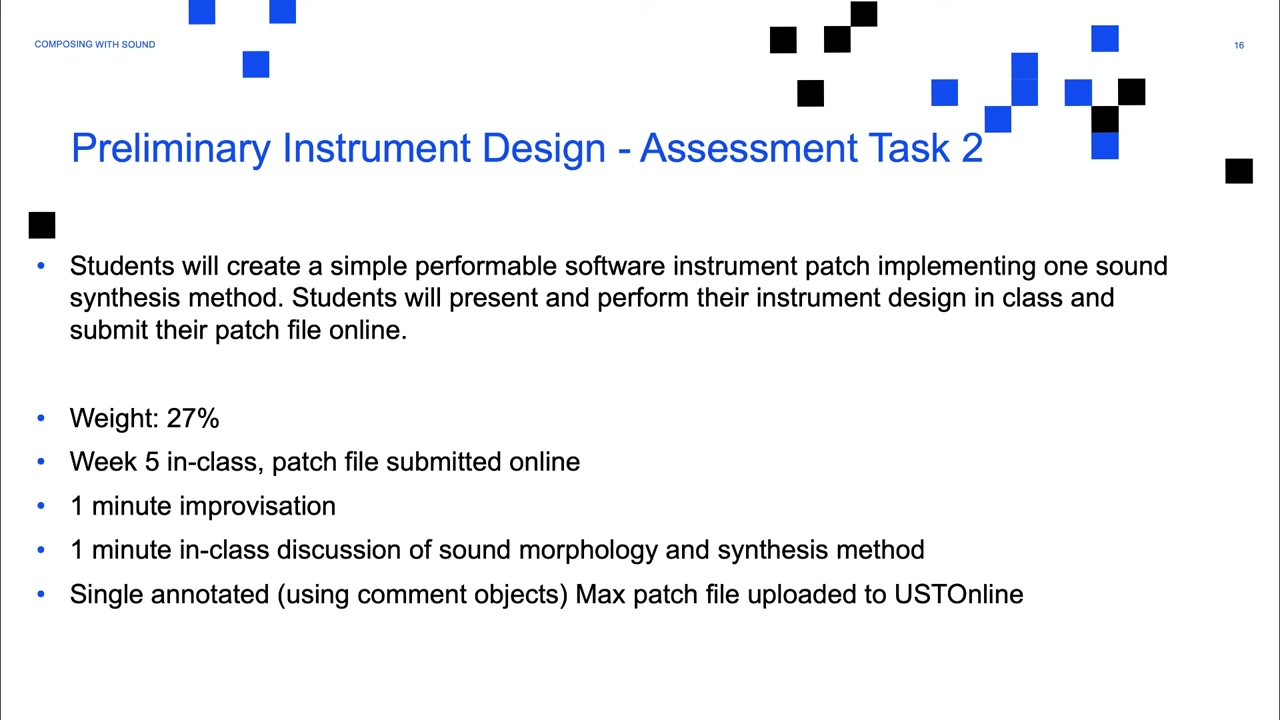 COMPOSING WITH SOUND
16
Preliminary Instrument Design - Assessment Task 2
• Students will create a simple performable software instrument patch implementing one sound
synthesis method. Students will present and perform their instrument design in class and
submit their patch file online.
• Weight: 27%
• Week 5 in-class, patch file submitted online
• 1 minute improvisation
• 1 minute in-class discussion of sound morphology and synthesis method
• Single annotated (using comment objects) Max patch file uploaded to USTOnline